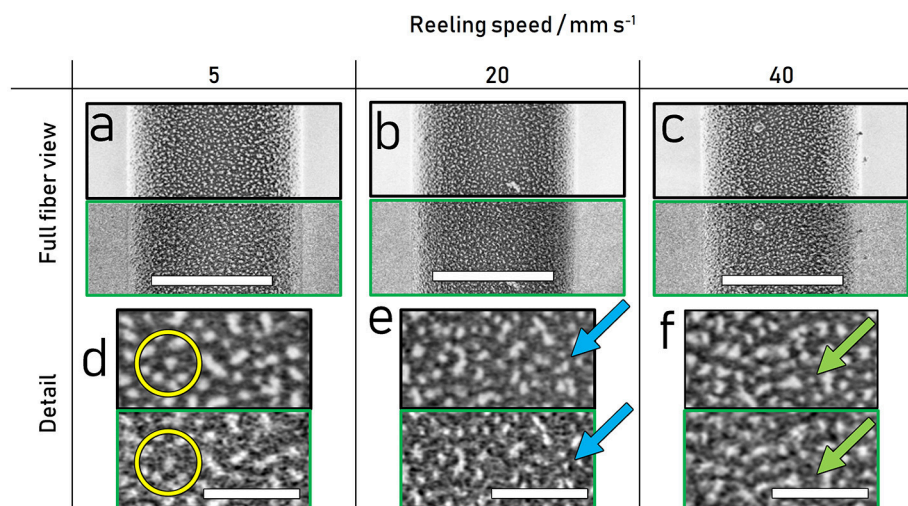 Reeling speed / mm s⁻¹
5 20 40
Full fiber view
a b c
Detail
d e f